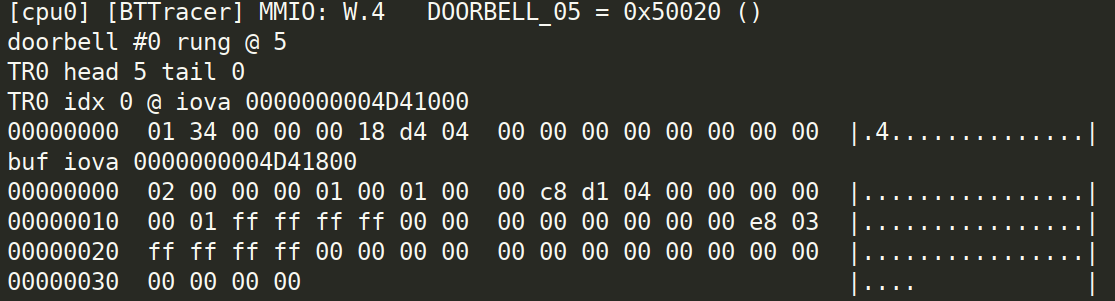 [cpu0] [BTTracer] MMIO: W.4   DOORBELL_05 = 0x50020 ()
doorbell #0 rung @ 5
TR0 head 5 tail 0
TR0 idx 0 @ iova 0000000004D41000
00000000  01 34 00 00 00 18 d4 04  00 00 00 00 00 00 00 00  |.4..............|
buf iova 0000000004D41800
00000000  02 00 00 00 01 00 01 00  00 c8 d1 04 00 00 00 00  |................|
00000010  00 01 ff ff ff ff 00 00  00 00 00 00 00 00 e8 03  |................|
00000020  ff ff ff ff 00 00 00 00  00 00 00 00 00 00 00 00  |................|
00000030  00 00 00 00                                       |....            |